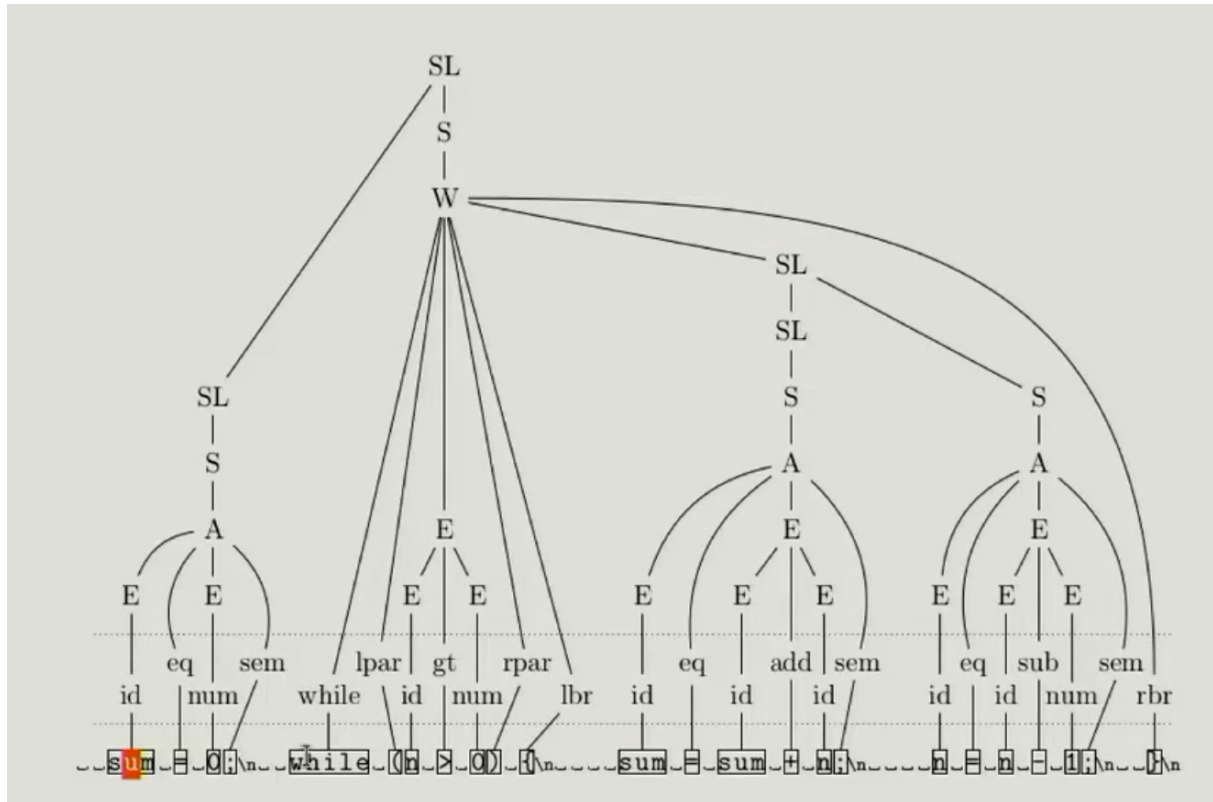 SL
S
W
SL
SL
SL S S
S A A
A E E E
E E E E E E E E E E E
eq sem lpar gt rpar eq add sem eq sub sem
id num while id num lbr id id id id id num rbr
␣␣sum␣=␣0;\n␣␣while␣(n␣>␣0)␣{\n␣␣␣␣sum␣=␣sum␣+␣n;\n␣␣␣␣n␣=␣n␣-␣1;\n␣␣}\n